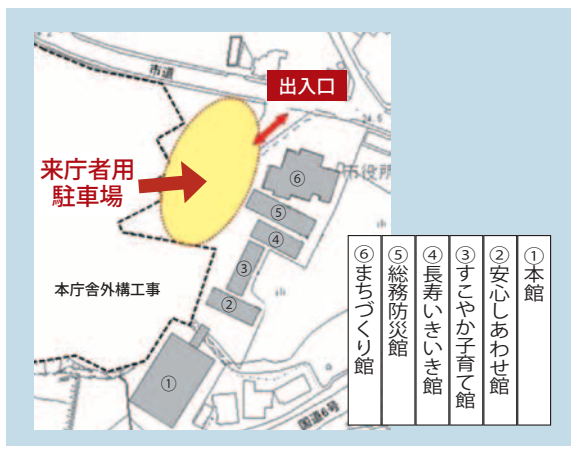 市道
出入口
24.5
来庁者用
駐車場
⑥
市役所
⑤
④
③
②
本庁舎外構工事
①
国道6号
①本館
②安心しあわせ館
③すこやか子育て館
④長寿いきいき館
⑤総務防災館
⑥まちづくり館